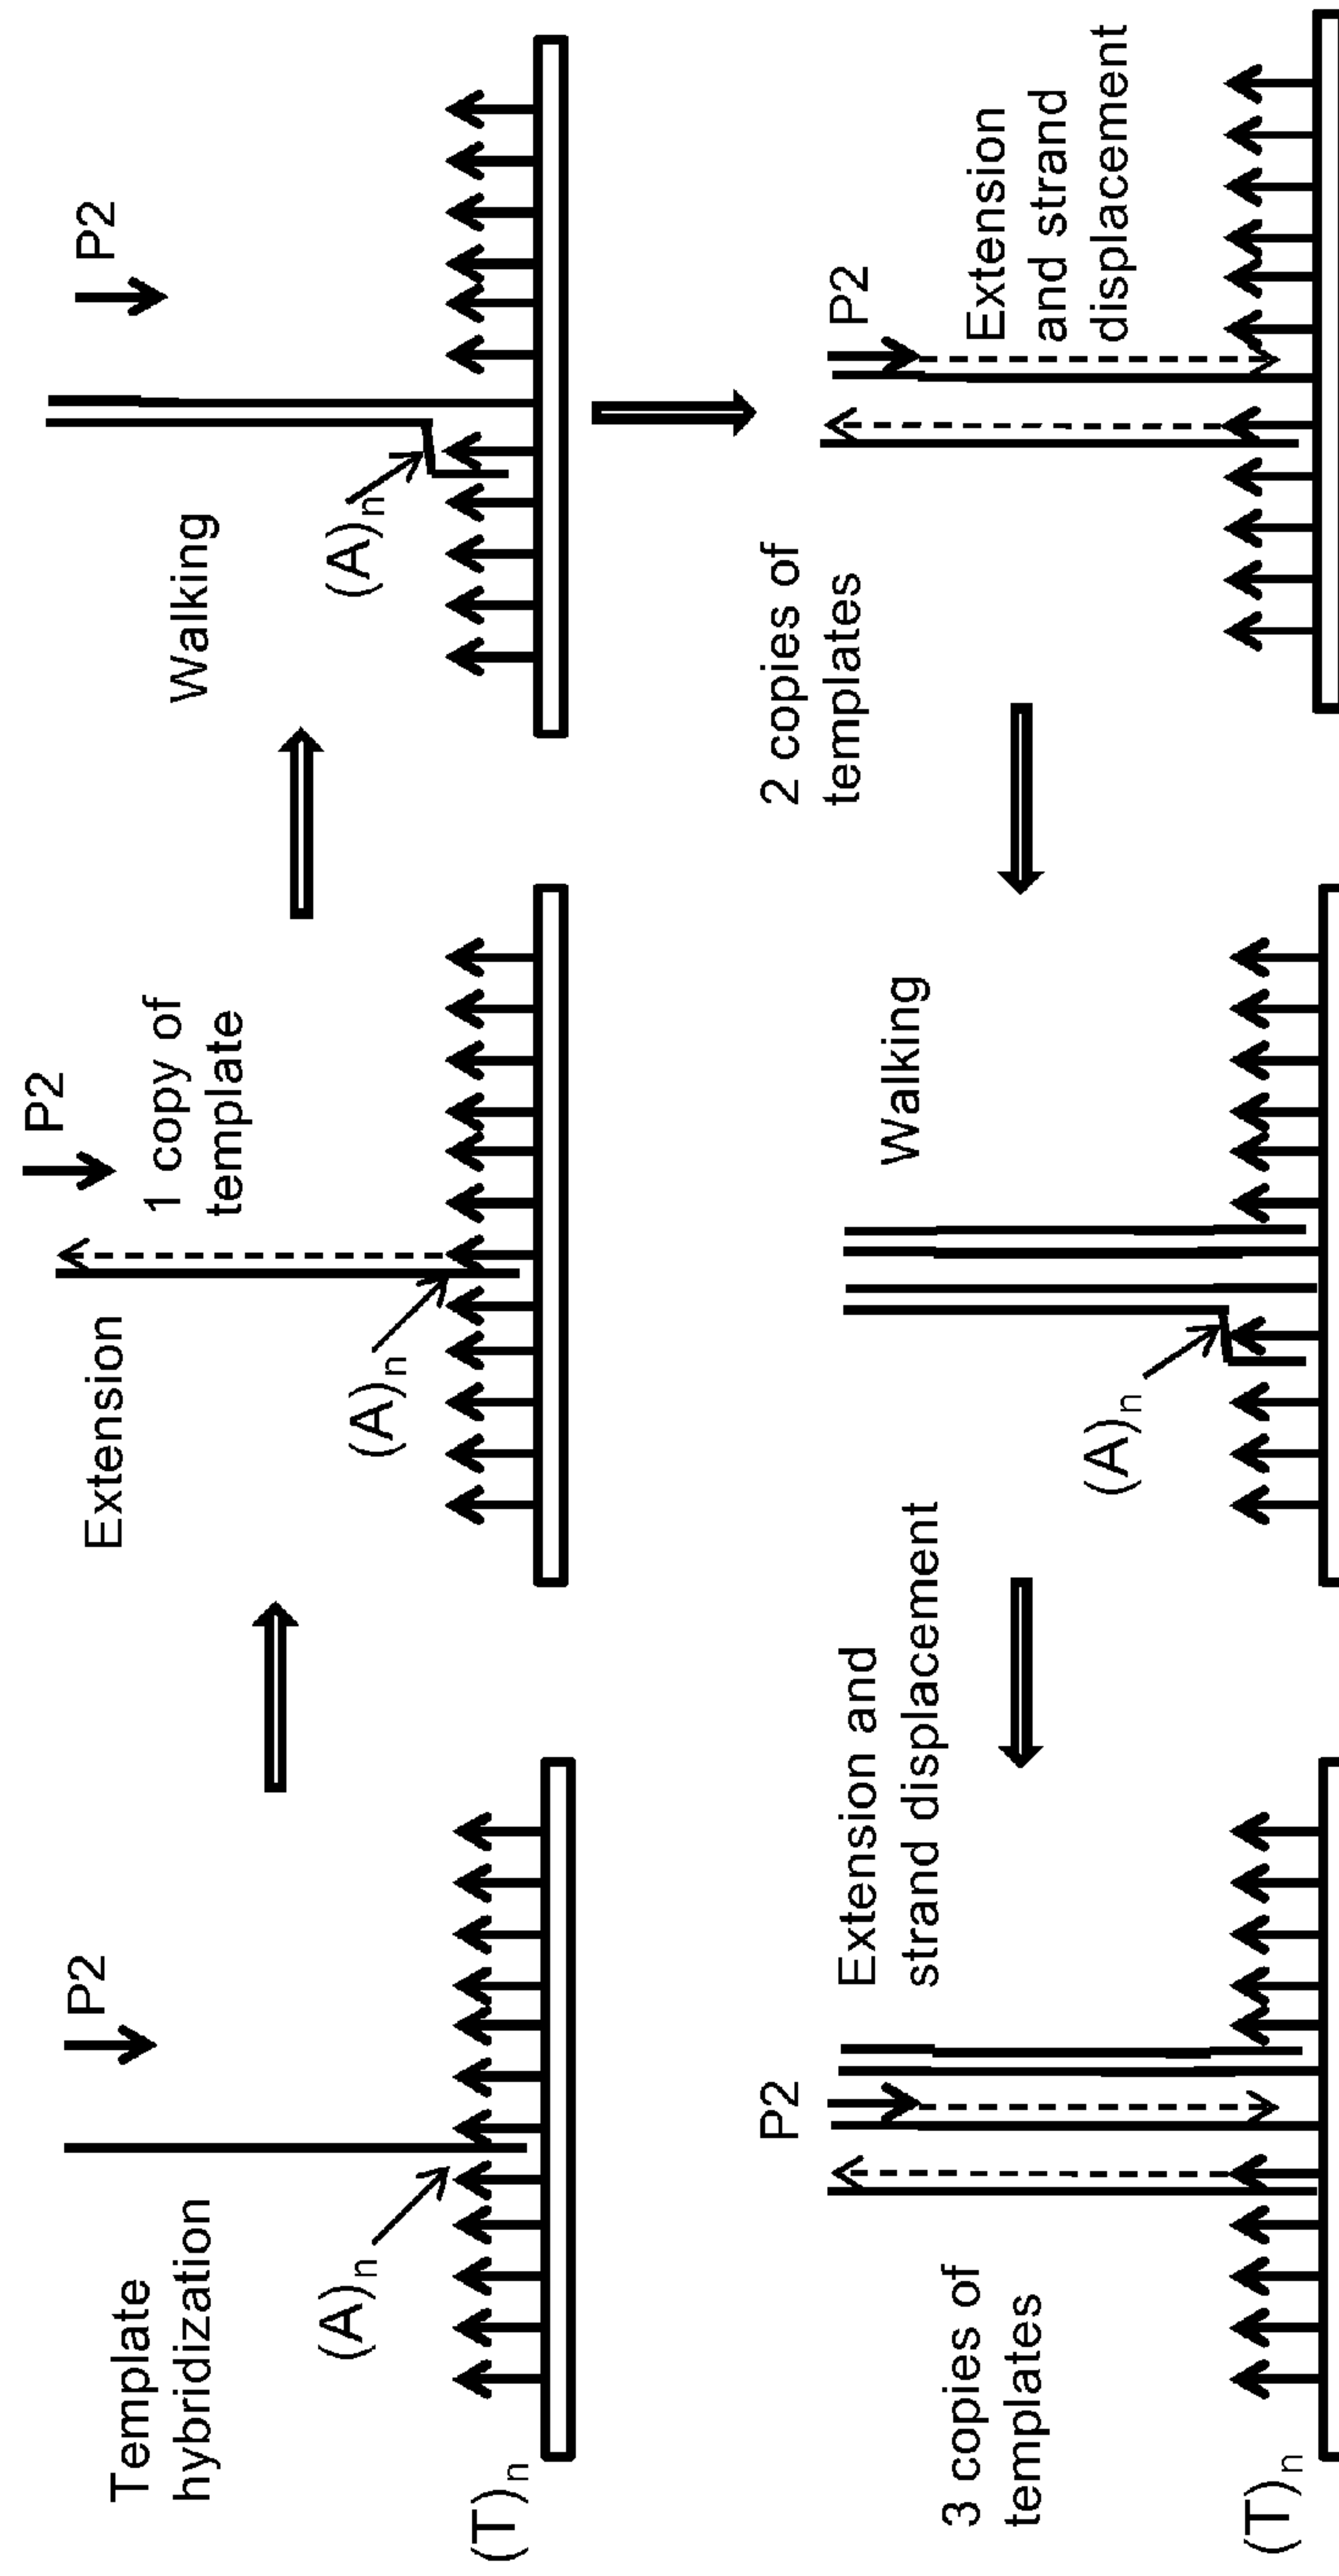 Template
hybridization
P2
(A)n
(T)n
Extension
P2
1 copy of
template
(A)n
Walking
P2
(A)n
2 copies of
templates
P2
Extension
and strand
displacement
Walking
(A)n
Extension and
strand displacement
P2
3 copies of
templates
(T)n